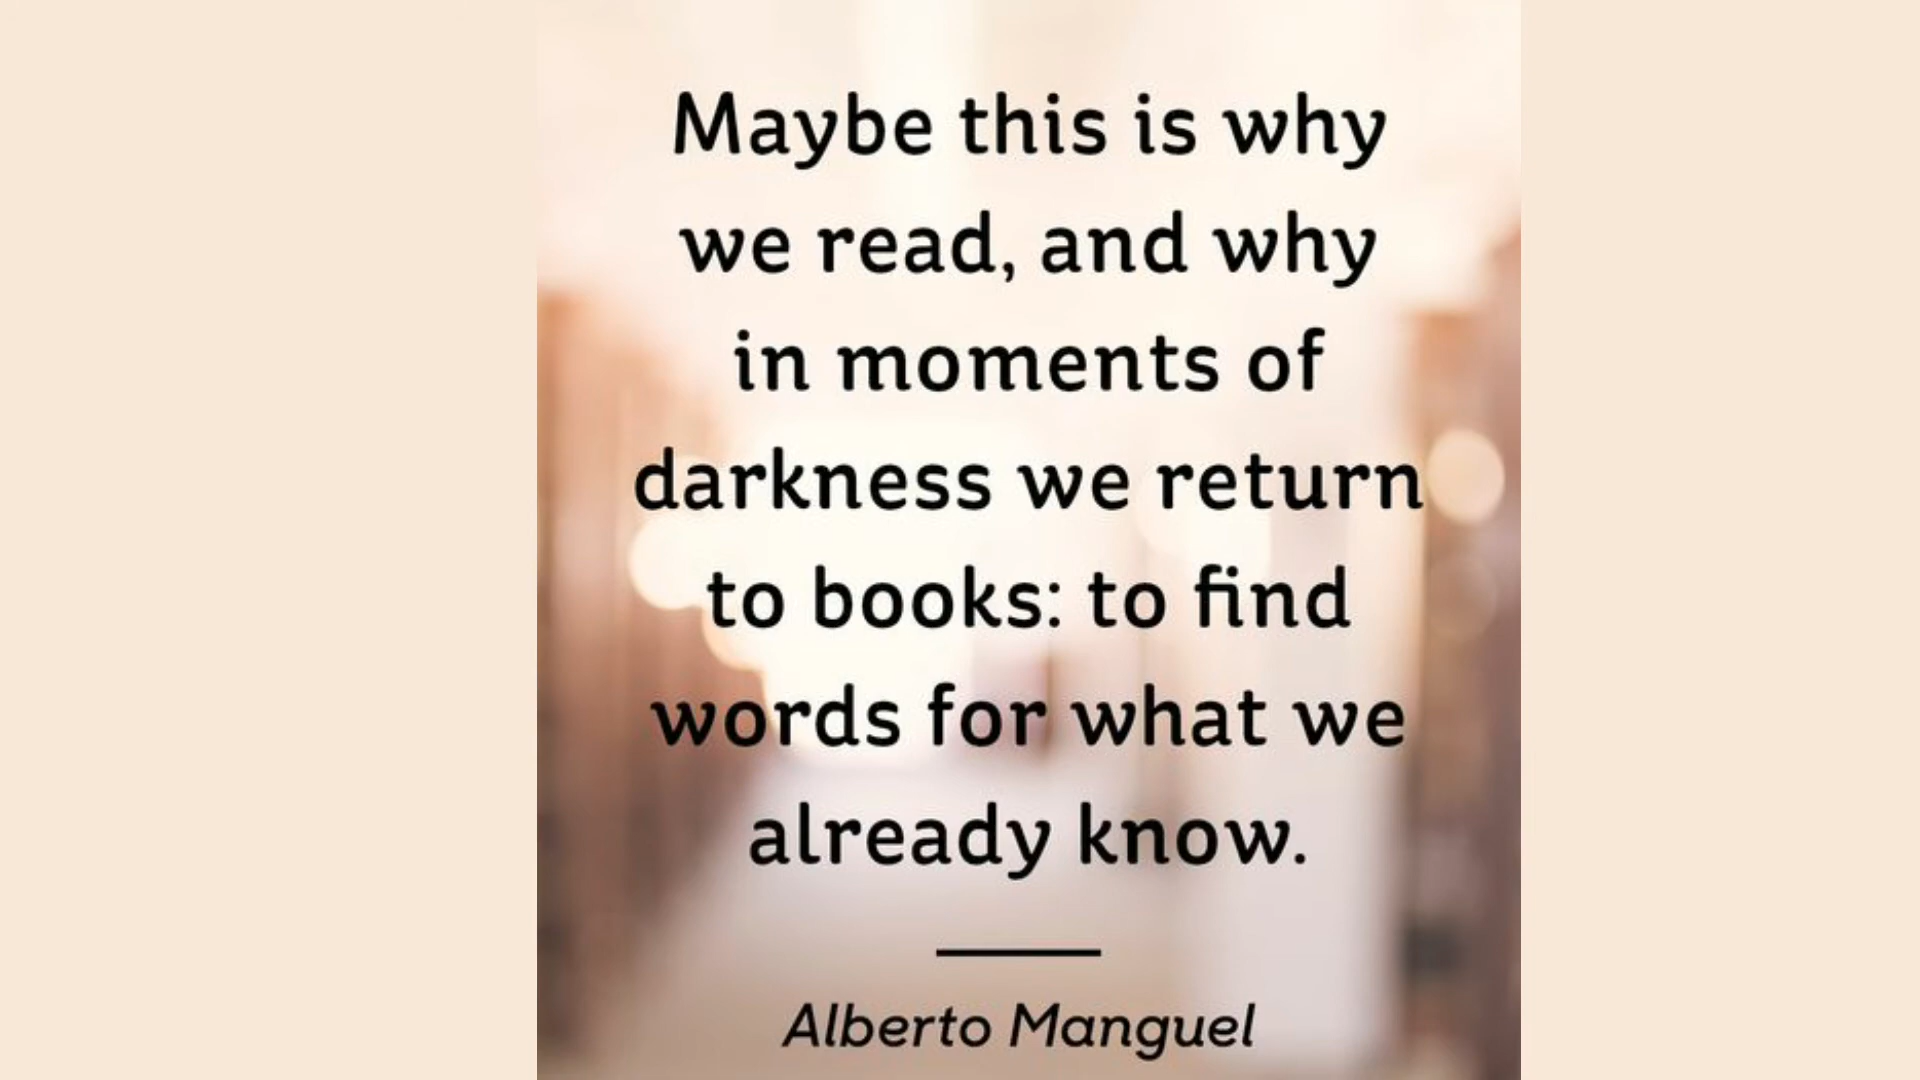 Maybe this is why
we read, and why
in moments of
darkness we return
to books: to find
words for what we
already know.
Alberto Manguel